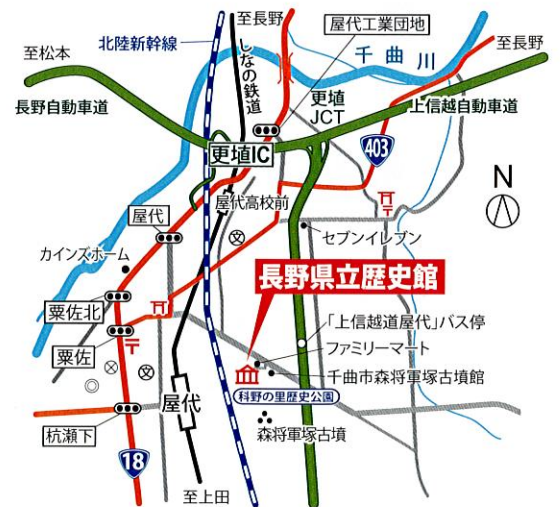 至長野
屋代工業団地
北陸新幹線
至松本
しなの鉄道
千曲川
至長野
長野自動車道
更埴
JCT
上信越自動車道
更埴IC
403
N
屋代高校前
屋代
セブンイレブン
カインズホーム
長野県立歴史館
粟佐北
「上信越道屋代」バス停
粟佐
ファミリーマート
千曲市森将軍塚古墳館
科野の里歴史公園
屋代
杭瀬下
森将軍塚古墳
18
至上田